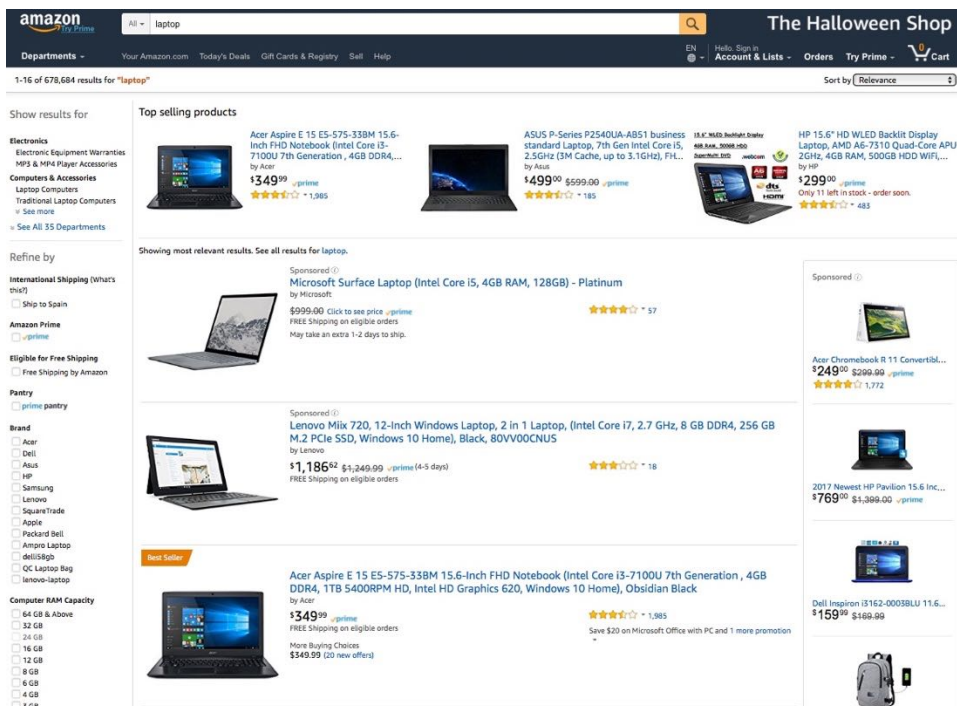 amazon
Try Prime
All
laptop
The Halloween Shop
Departments
Your Amazon.com Today's Deals Gift Cards & Registry Sell Help
EN
Hello. Sign in
Account & Lists
Orders
Try Prime
0
Cart
1-16 of 678,684 results for "laptop"
Sort by Relevance
Show results for
Electronics
Electronic Equipment Warranties
MP3 & MP4 Player Accessories
Computers & Accessories
Laptop Computers
Traditional Laptop Computers
See more
See All 35 Departments
Refine by
International Shipping (What's
this?)
Ship to Spain
Amazon Prime
prime
Eligible for Free Shipping
Free Shipping by Amazon
Pantry
prime pantry
Brand
Acer
Dell
Asus
HP
Samsung
Lenovo
SquareTrade
Apple
Packard Bell
Ampro Laptop
delli58gb
QC Laptop Bag
lenovo-laptop
Computer RAM Capacity
64 GB & Above
32 GB
24 GB
16 GB
12 GB
8 GB
6 GB
4 GB
3 GB
Top selling products
Acer Aspire E 15 E5-575-33BM 15.6-
Inch FHD Notebook (Intel Core i3-
7100U 7th Generation , 4GB DDR4,...
by Acer
$349 99 prime
1,985
ASUS P-Series P2540UA-AB51 business
standard Laptop, 7th Gen Intel Core i5,
2.5GHz (3M Cache, up to 3.1GHz), FH...
by Asus
$499 00 $599.00 prime
185
15.6" WLED Backlight Display
4GB RAM, 500GB HDD
SuperMulti DVD
webcam
A6
dts
HDMI
HP 15.6" HD WLED Backlit Display
Laptop, AMD A6-7310 Quad-Core APU
2GHz, 4GB RAM, 500GB HDD WiFi,...
by HP
$299 00 prime
Only 11 left in stock - order soon.
483
Showing most relevant results. See all results for laptop.
Sponsored
Microsoft Surface Laptop (Intel Core i5, 4GB RAM, 128GB) - Platinum
by Microsoft
$999.00 Click to see price prime
FREE Shipping on eligible orders
May take an extra 1-2 days to ship.
57
Sponsored
Lenovo Miix 720, 12-Inch Windows Laptop, 2 in 1 Laptop, (Intel Core i7, 2.7 GHz, 8 GB DDR4, 256 GB
M.2 PCIe SSD, Windows 10 Home), Black, 80VV00CNUS
by Lenovo
$1,186 62 $1,249.99 prime (4-5 days)
FREE Shipping on eligible orders
18
Best Seller
Acer Aspire E 15 E5-575-33BM 15.6-Inch FHD Notebook (Intel Core i3-7100U 7th Generation , 4GB
DDR4, 1TB 5400RPM HD, Intel HD Graphics 620, Windows 10 Home), Obsidian Black
by Acer
$349 99 prime
FREE Shipping on eligible orders
More Buying Choices
$349.99 (20 new offers)
1,985
Save $20 on Microsoft Office with PC and 1 more promotion
Sponsored
Acer Chromebook R 11 Convertibl...
$249 00 $299.99 prime
1,772
2017 Newest HP Pavilion 15.6 Inc...
$769 00 $1,399.00 prime
Dell Inspiron i3162-0003BLU 11.6...
$159 99 $169.99